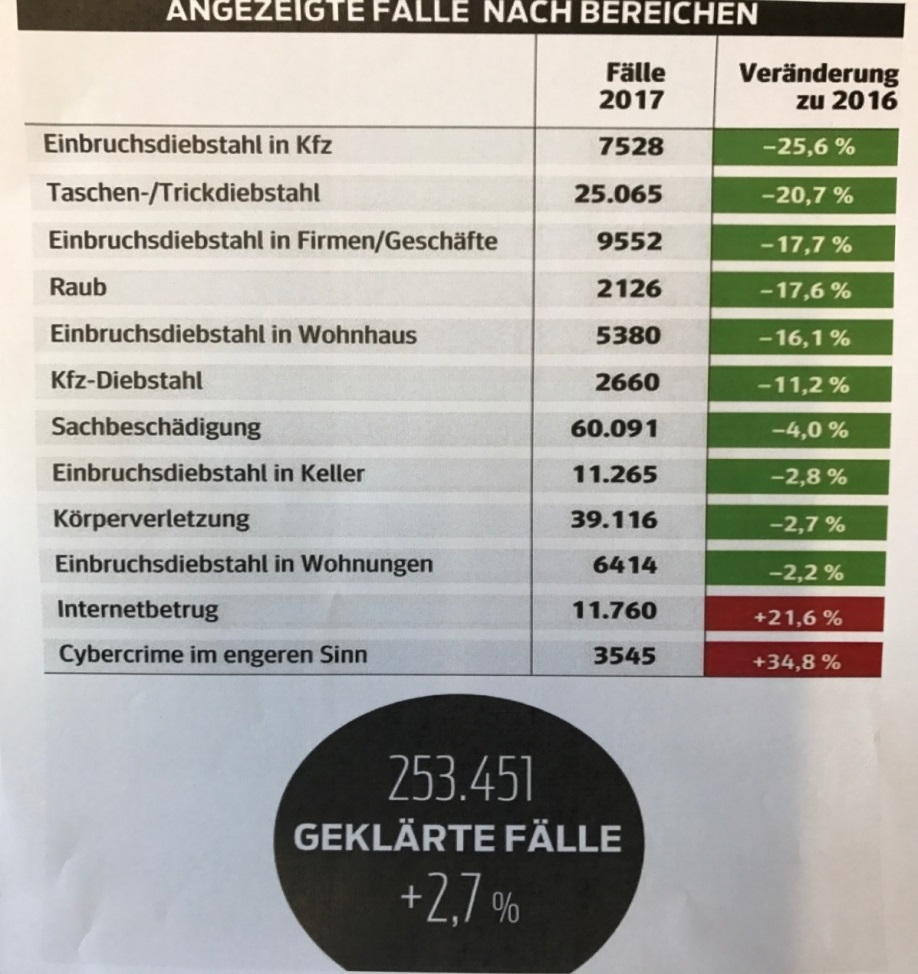 ANGEZEIGTE FÄLLE NACH BEREICHEN
Fälle 2017 Veränderung zu 2016
Einbruchsdiebstahl in Kfz 7528 –25,6 %
Taschen-/Trickdiebstahl 25.065 –20,7 %
Einbruchsdiebstahl in Firmen/Geschäfte 9552 –17,7 %
Raub 2126 –17,6 %
Einbruchsdiebstahl in Wohnhaus 5380 –16,1 %
Kfz-Diebstahl 2660 –11,2 %
Sachbeschädigung 60.091 –4,0 %
Einbruchsdiebstahl in Keller 11.265 –2,8 %
Körperverletzung 39.116 –2,7 %
Einbruchsdiebstahl in Wohnungen 6414 –2,2 %
Internetbetrug 11.760 +21,6 %
Cybercrime im engeren Sinn 3545 +34,8 %
253.451
GEKLÄRTE FÄLLE
+2,7 %